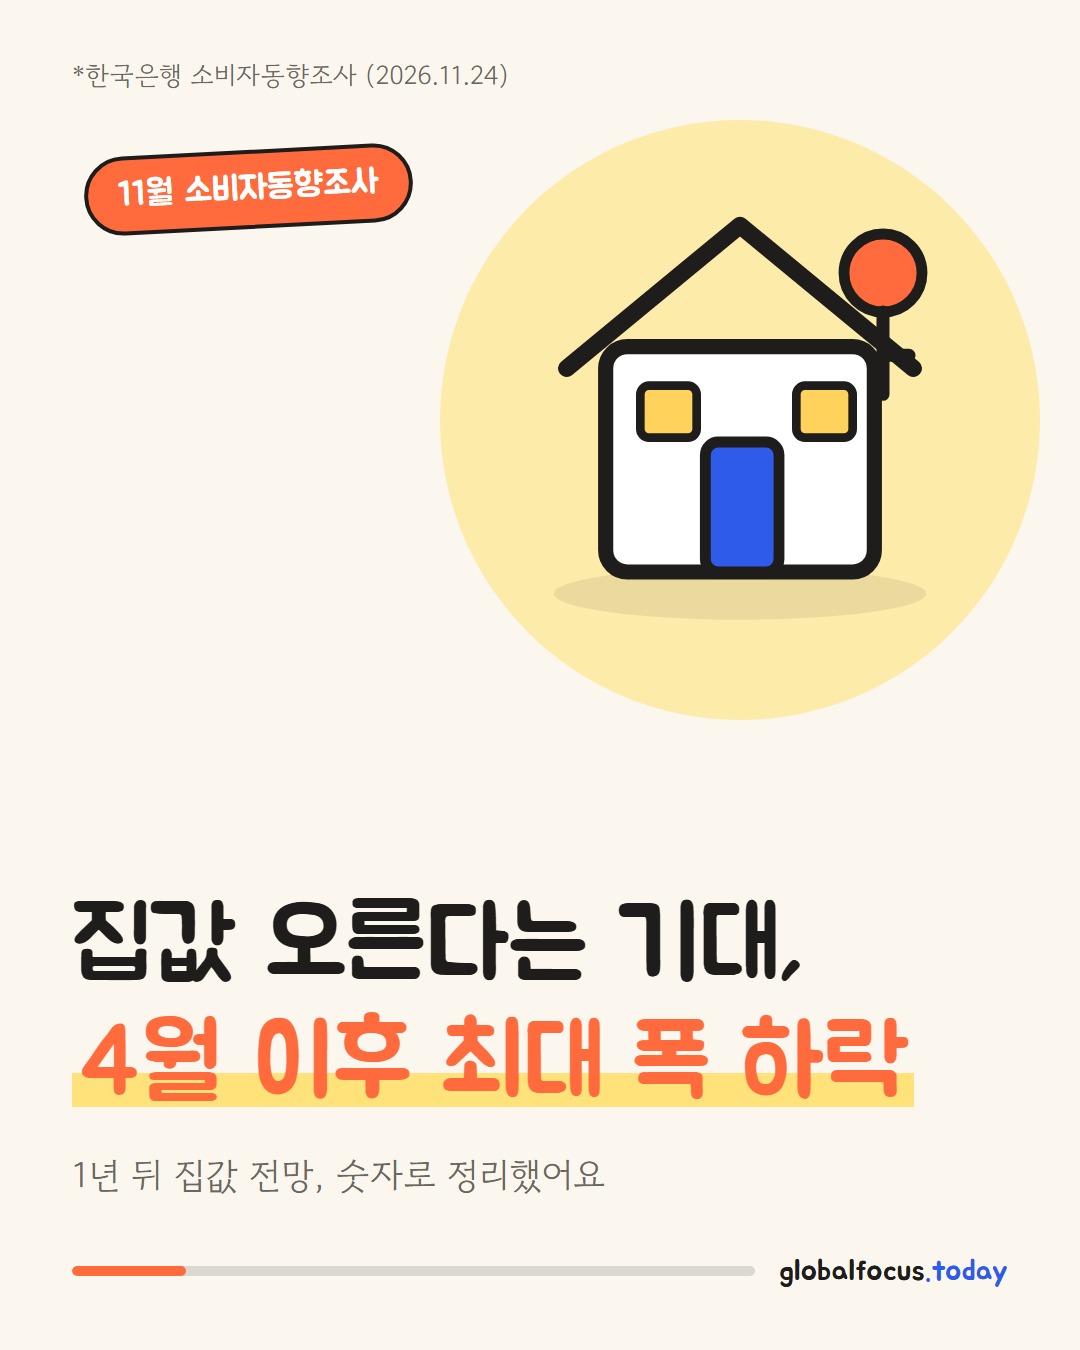 *한국은행 소비자동향조사 (2026.11.24)
11월 소비자동향조사
집값 오른다는 기대,
4월 이후 최대 폭 하락
1년 뒤 집값 전망, 숫자로 정리했어요
globalfocus.today